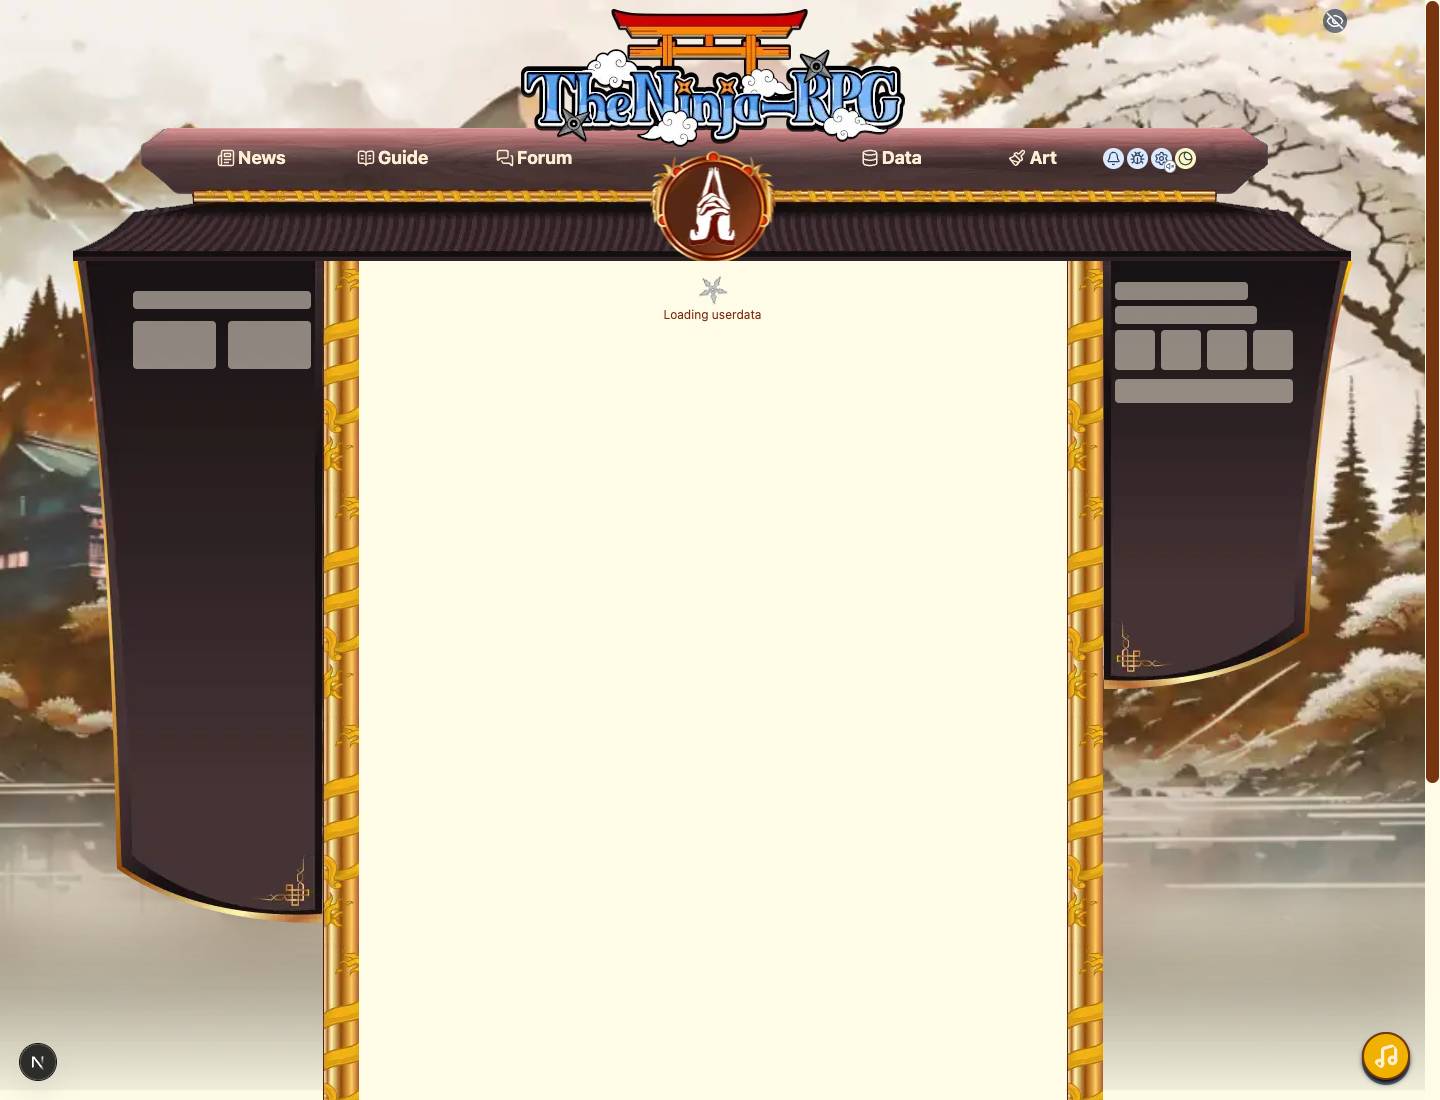 TheNinja-RPG
News
Guide
Forum
Data
Art
Loading userdata
N